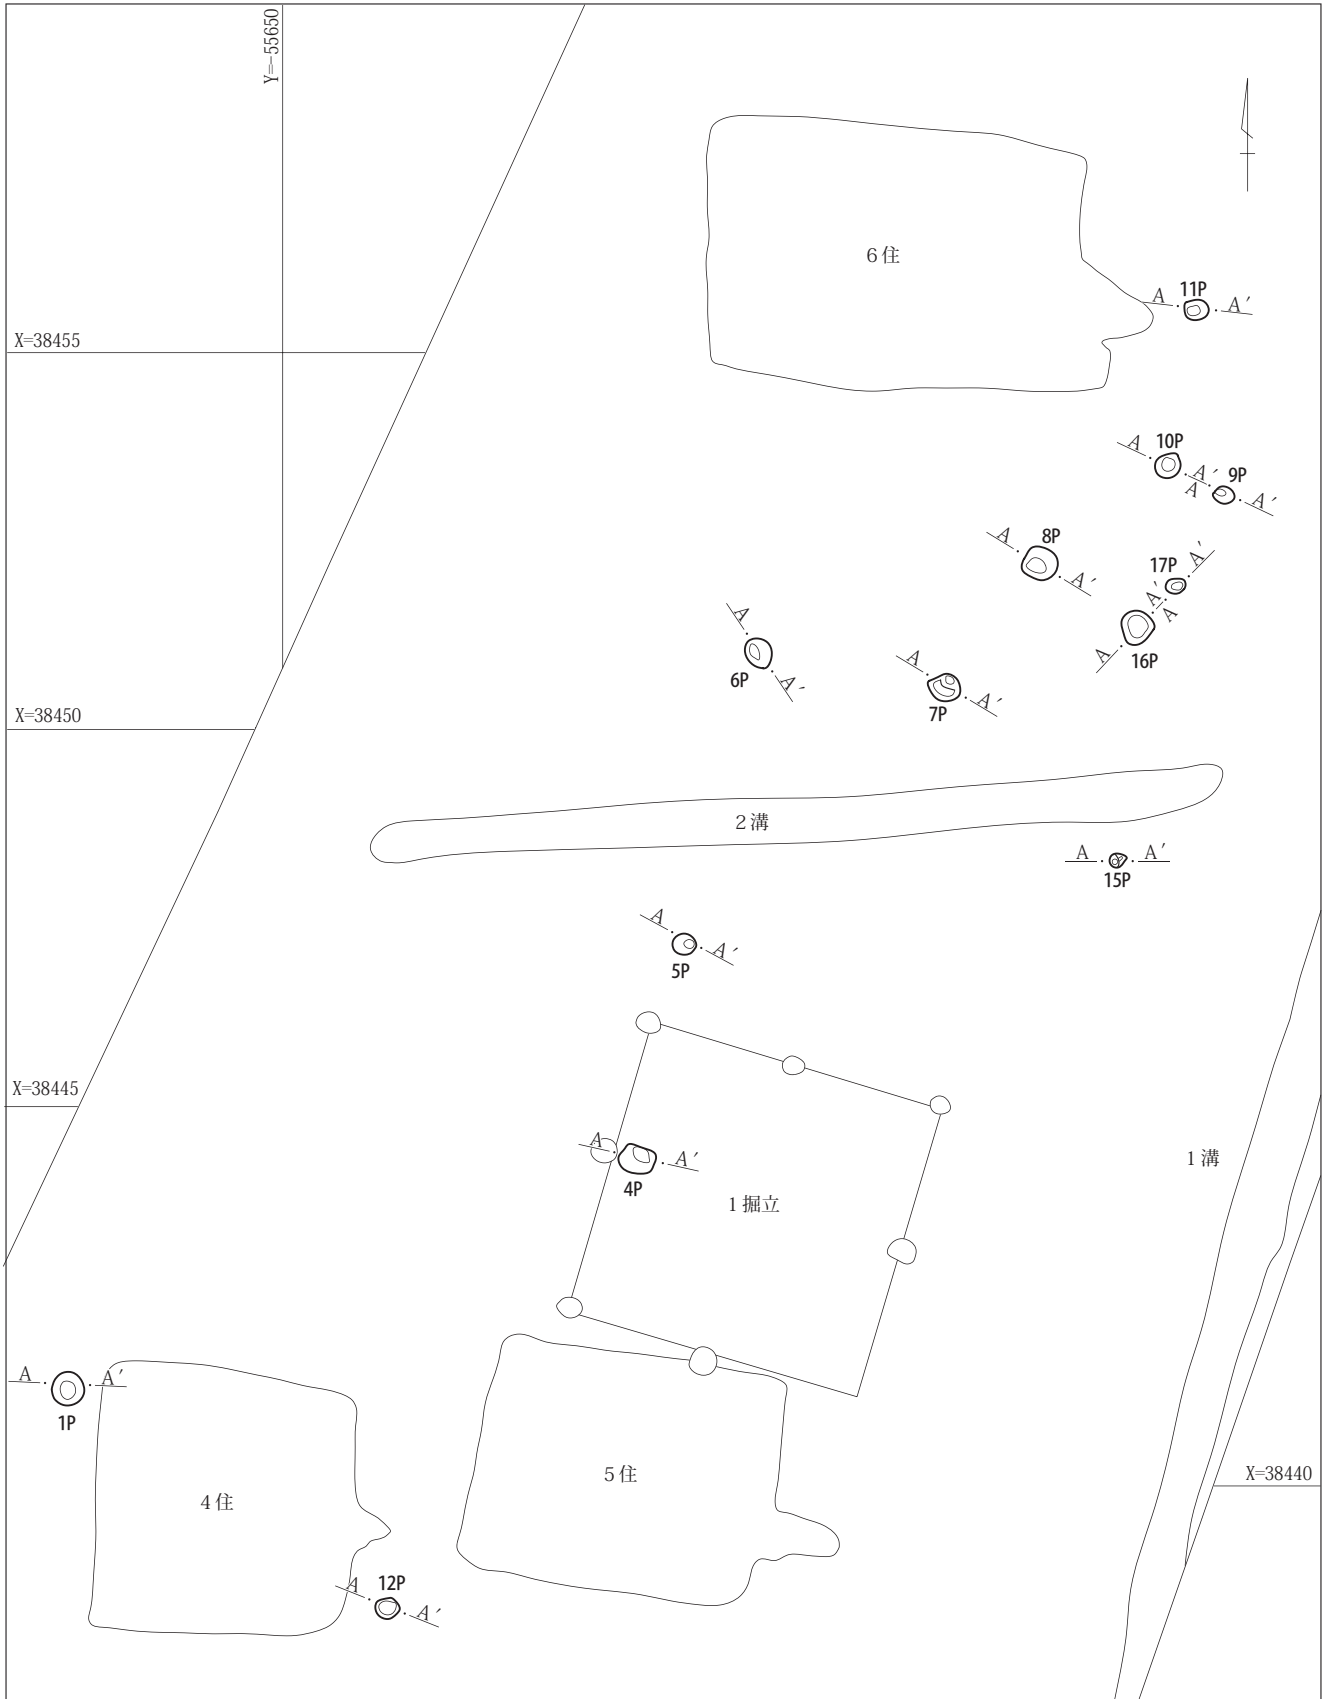 Y=-55650
6住
A 11P A′
X=38455
A 10P A′
A 9P A′
A 8P A′
A 17P A′
A 16P A′
A 6P A′
A 7P A′
X=38450
2溝
A A′
15P
A A′
5P
X=38445
A A′
4P
1溝
1掘立
A A′
1P
5住
X=38440
4住
A 12P A′